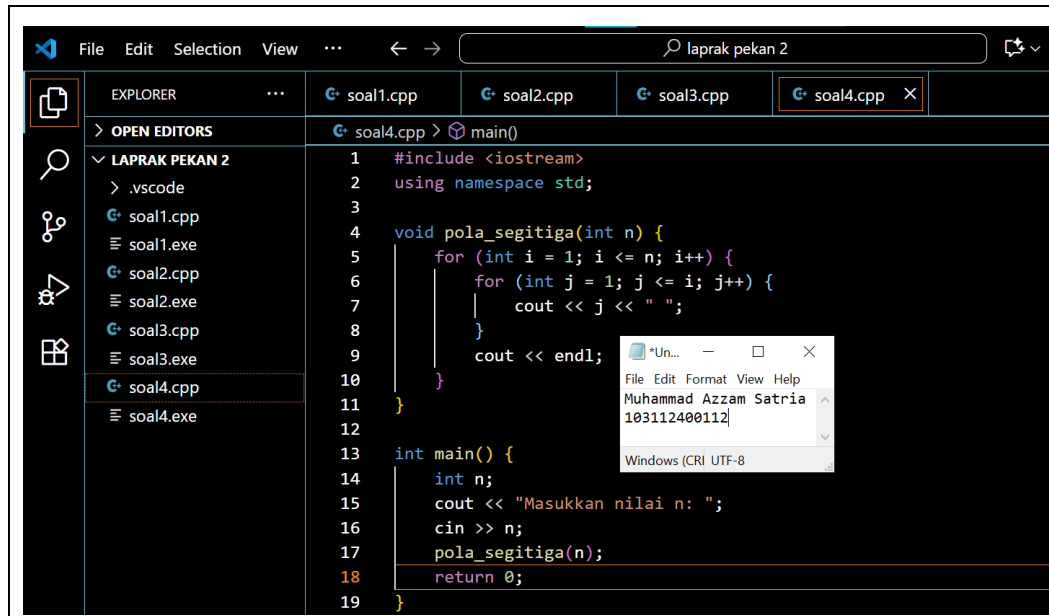 File Edit Selection View ··· ← → laprak pekan 2
EXPLORER ···
OPEN EDITORS
LAPRAK PEKAN 2
.vscode
soal1.cpp
soal1.exe
soal2.cpp
soal2.exe
soal3.cpp
soal3.exe
soal4.cpp
soal4.exe
soal1.cpp soal2.cpp soal3.cpp soal4.cpp ×
soal4.cpp > main()
1 #include <iostream>
2 using namespace std;
3
4 void pola_segitiga(int n) {
5 for (int i = 1; i <= n; i++) {
6 for (int j = 1; j <= i; j++) {
7 cout << j << " ";
8 }
9 cout << endl;
10 }
11 }
12
13 int main() {
14 int n;
15 cout << "Masukkan nilai n: ";
16 cin >> n;
17 pola_segitiga(n);
18 return 0;
19 }
*Un...
File Edit Format View Help
Muhammad Azzam Satria
103112400112
Windows (CRI UTF-8